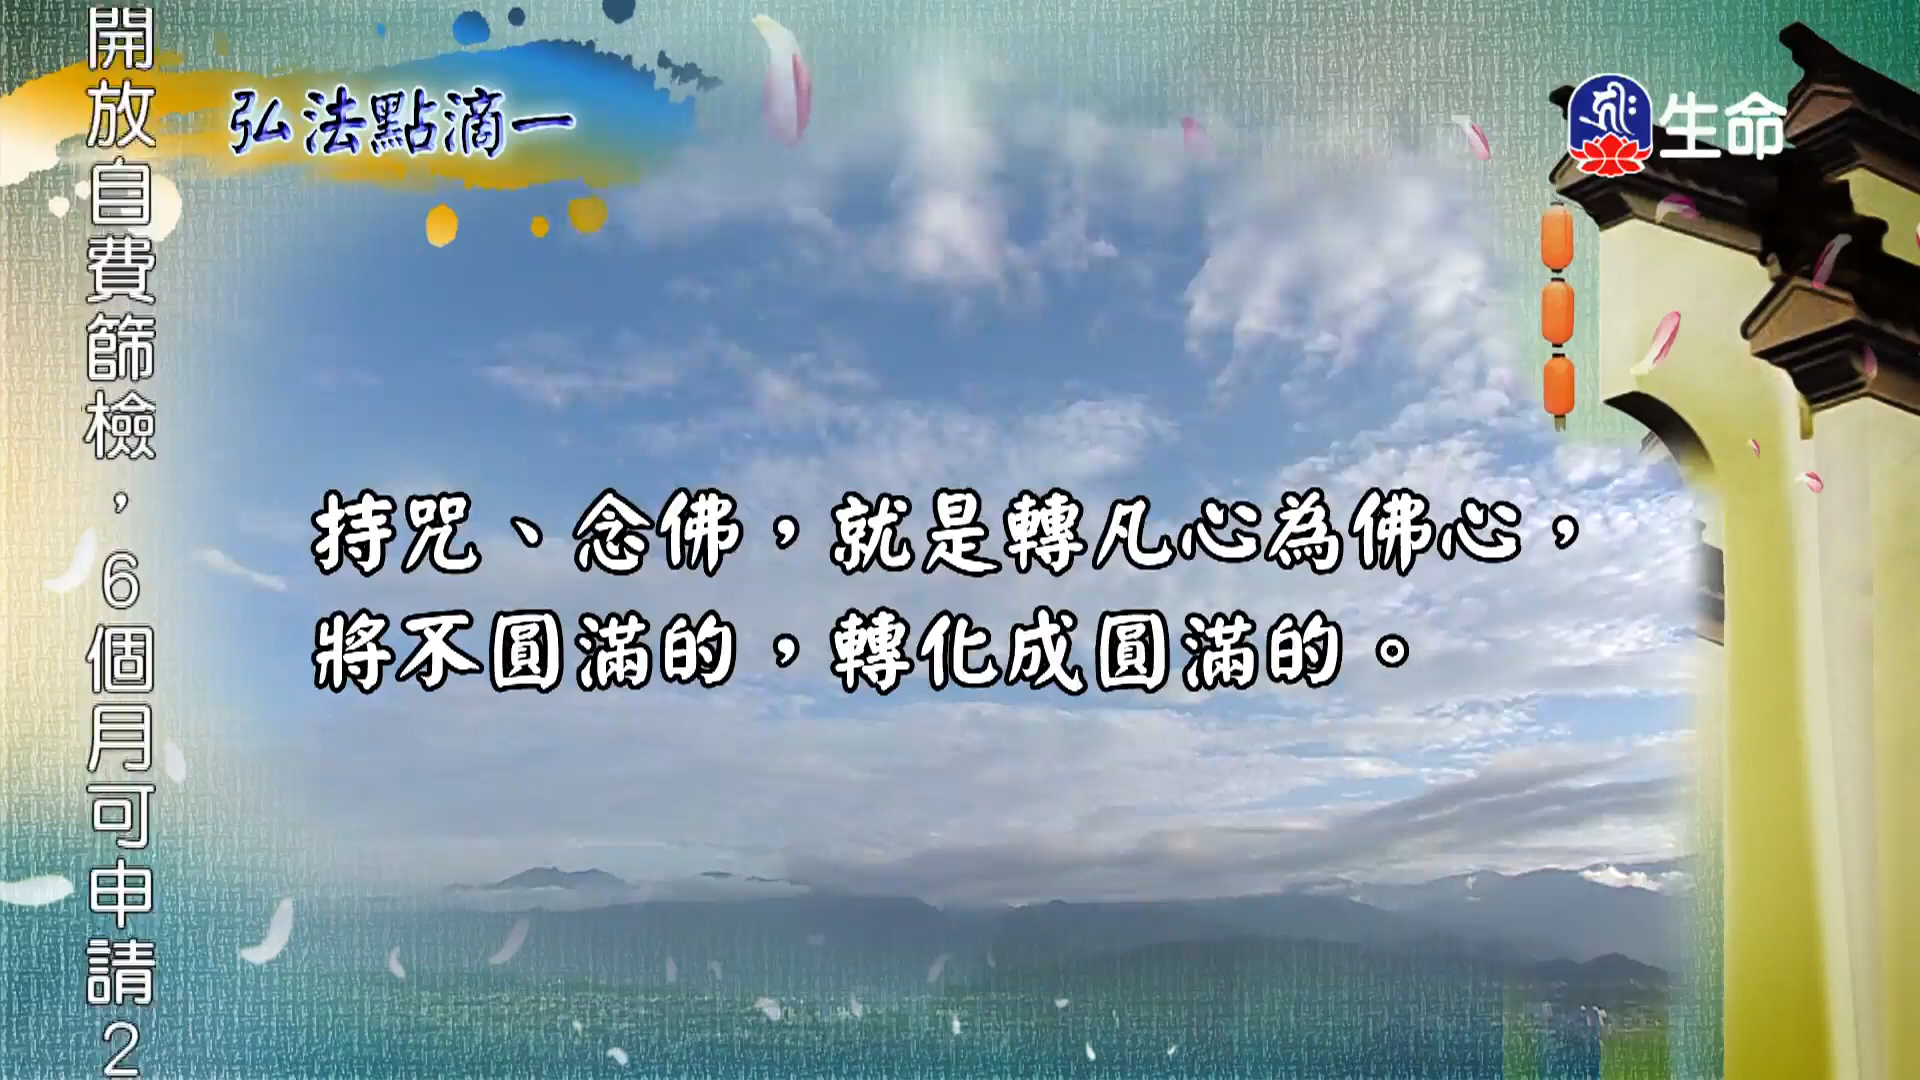 弘法點滴一
生命
持咒、念佛，就是轉凡心為佛心，
將不圓滿的，轉化成圓滿的。
開放自費篩檢，6個月可申請2